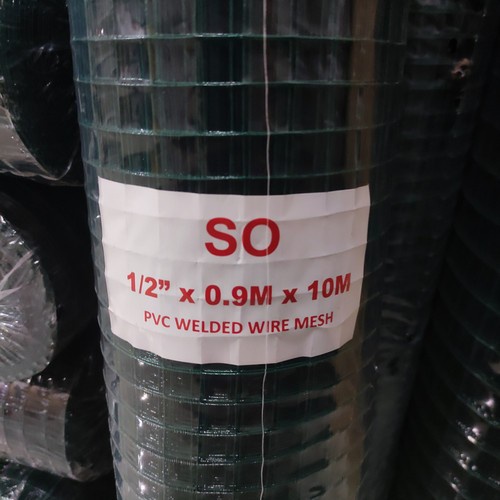 SO
1/2” x 0.9M x 10M
PVC WELDED WIRE MESH